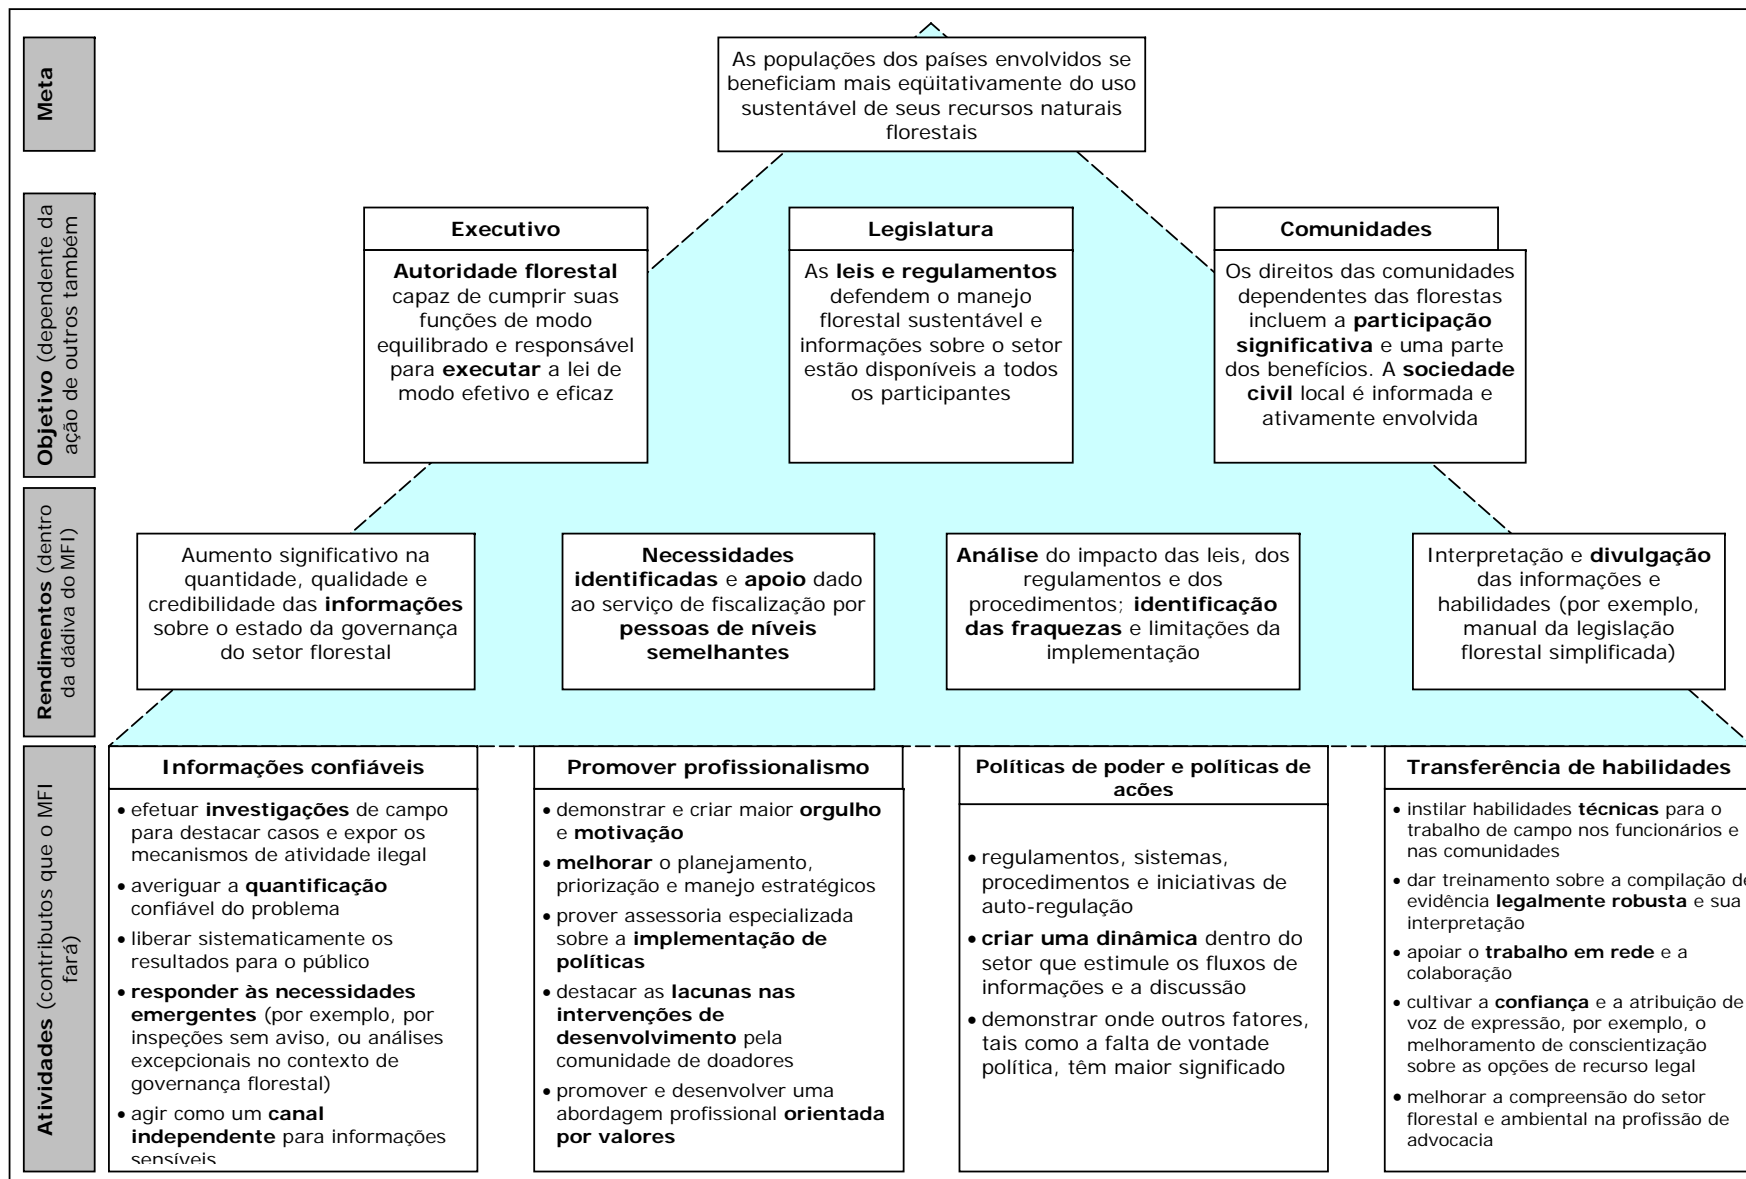 Meta
As populações dos países envolvidos se
beneficiam mais eqüitativamente do uso
sustentável de seus recursos naturais
florestais
Objetivo (dependente da
ação de outros também
Executivo
Autoridade florestal
capaz de cumprir suas
funções de modo
equilibrado e responsável
para executar a lei de
modo efetivo e eficaz
Legislatura
As leis e regulamentos
defendem o manejo
florestal sustentável e
informações sobre o setor
estão disponíveis a todos
os participantes
Comunidades
Os direitos das comunidades
dependentes das florestas
incluem a participação
significativa e uma parte
dos benefícios. A sociedade
civil local é informada e
ativamente envolvida
Rendimentos (dentro
da dádiva do MFI)
Aumento significativo na
quantidade, qualidade e
credibilidade das informações
sobre o estado da governança
do setor florestal
Necessidades
identificadas e apoio dado
ao serviço de fiscalização por
pessoas de níveis
semelhantes
Análise do impacto das leis, dos
regulamentos e dos
procedimentos; identificação
das fraquezas e limitações da
implementação
Interpretação e divulgação
das informações e
habilidades (por exemplo,
manual da legislação
florestal simplificada)
Atividades (contributos que o MFI
fará)
Informações confiáveis
• efetuar investigações de campo
para destacar casos e expor os
mecanismos de atividade ilegal
• averiguar a quantificação
confiável do problema
• liberar sistematicamente os
resultados para o público
• responder às necessidades
emergentes (por exemplo, por
inspeções sem aviso, ou análises
excepcionais no contexto de
governança florestal)
• agir como um canal
independente para informações
sensíveis
Promover profissionalismo
• demonstrar e criar maior orgulho
e motivação
• melhorar o planejamento,
priorização e manejo estratégicos
• prover assessoria especializada
sobre a implementação de
políticas
• destacar as lacunas nas
intervenções de
desenvolvimento pela
comunidade de doadores
• promover e desenvolver uma
abordagem profissional orientada
por valores
Políticas de poder e políticas de
ações
• regulamentos, sistemas,
procedimentos e iniciativas de
auto-regulação
• criar uma dinâmica dentro do
setor que estimule os fluxos de
informações e a discussão
• demonstrar onde outros fatores,
tais como a falta de vontade
política, têm maior significado
Transferência de habilidades
• instilar habilidades técnicas para o
trabalho de campo nos funcionários e
nas comunidades
• dar treinamento sobre a compilação de
evidência legalmente robusta e sua
interpretação
• apoiar o trabalho em rede e a
colaboração
• cultivar a confiança e a atribuição de
voz de expressão, por exemplo, o
melhoramento de conscientização
sobre as opções de recurso legal
• melhorar a compreensão do setor
florestal e ambiental na profissão de
advocacia